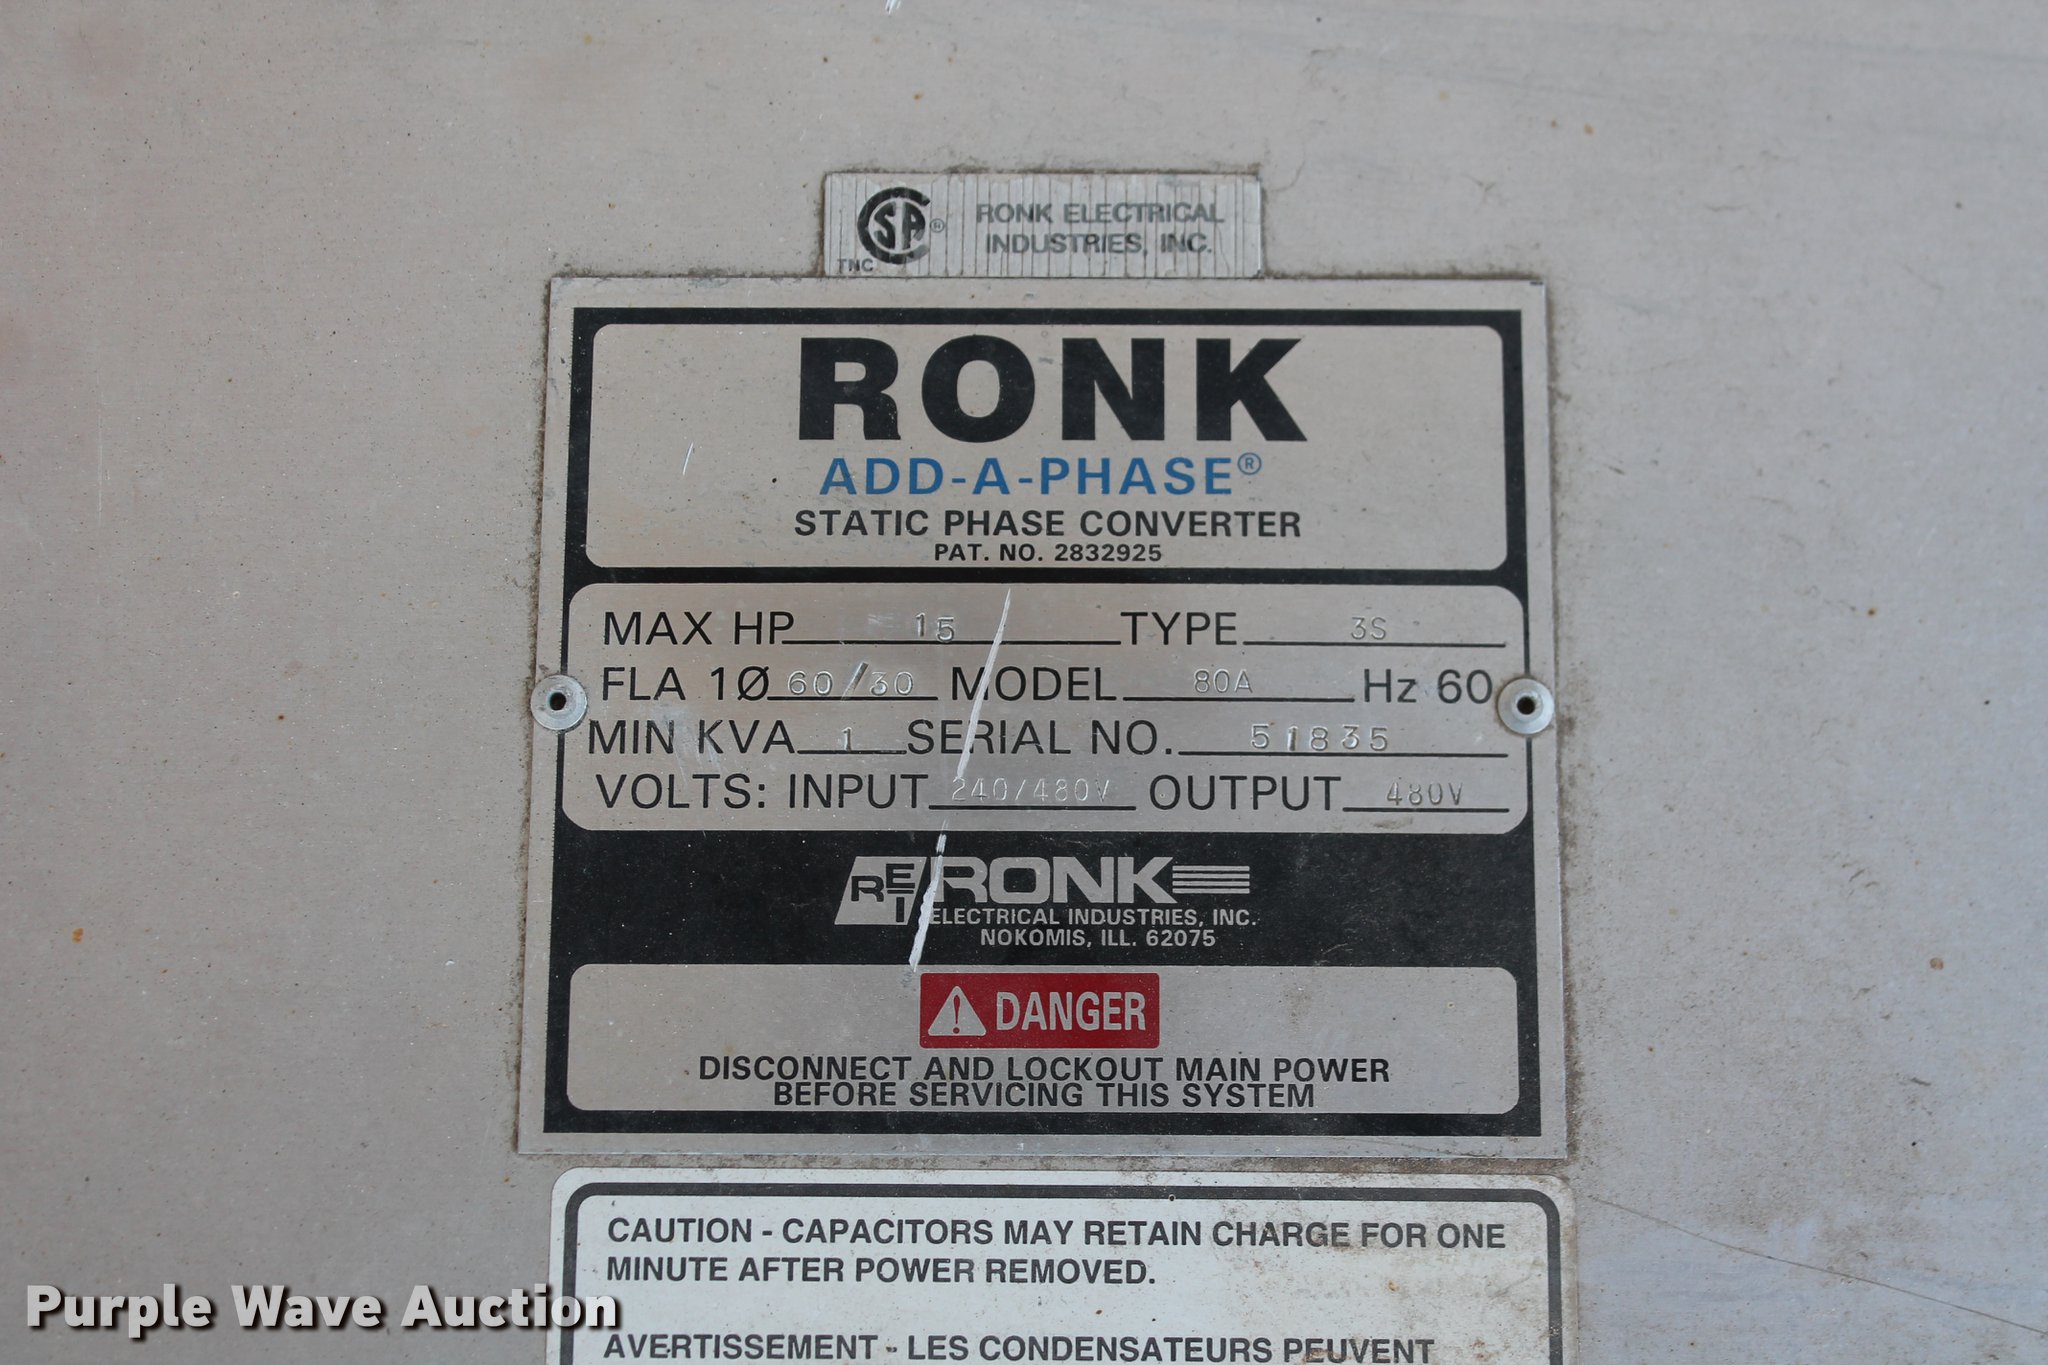 CSA®
TNC
RONK ELECTRICAL
INDUSTRIES, INC.
RONK
ADD-A-PHASE®
STATIC PHASE CONVERTER
PAT. NO. 2832925
MAX HP 15 TYPE 3S
FLA 1Ø 60/30 MODEL 80A Hz 60
MIN KVA 1 SERIAL NO. 51835
VOLTS: INPUT 240/480V OUTPUT 480V
REI RONK
ELECTRICAL INDUSTRIES, INC.
NOKOMIS, ILL. 62075
DANGER
DISCONNECT AND LOCKOUT MAIN POWER
BEFORE SERVICING THIS SYSTEM
CAUTION - CAPACITORS MAY RETAIN CHARGE FOR ONE
MINUTE AFTER POWER REMOVED.
AVERTISSEMENT - LES CONDENSATEURS PEUVENT
Purple Wave Auction